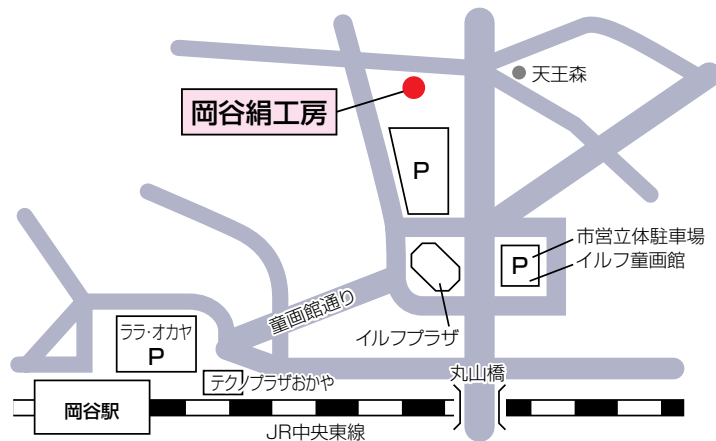 天王森
岡谷絹工房
P
市営立体駐車場
イルフ童画館
P
童画館通り
イルフプラザ
ララ・オカヤ
P
テクノプラザおかや
丸山橋
岡谷駅
JR中央東線